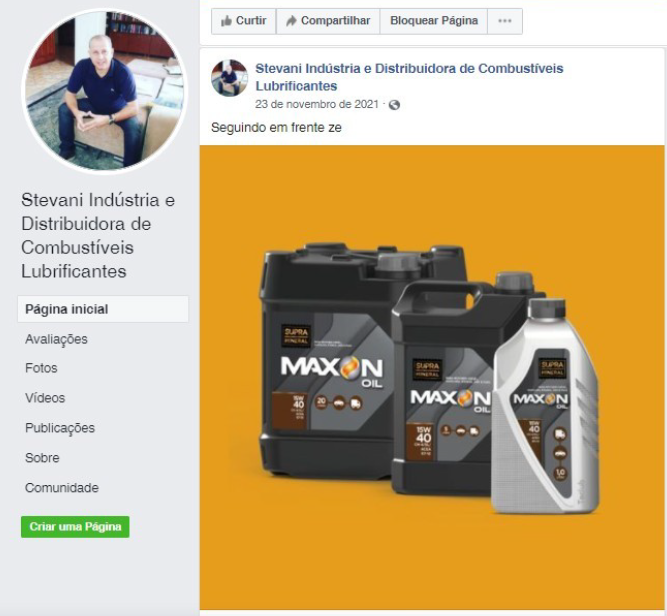 Curtir
Compartilhar
Bloquear Página
Stevani Indústria e Distribuidora de Combustíveis
Lubrificantes
23 de novembro de 2021
Seguindo em frente ze
Stevani Indústria e
Distribuidora de
Combustíveis
Lubrificantes
Página inicial
Avaliações
Fotos
Vídeos
Publicações
Sobre
Comunidade
Criar uma Página
SUPRA
MINERAL
MAXON
OIL
15W
40
20
SUPRA
MINERAL
MAXON
OIL
15W
40
SUPRA
MINERAL
MAXON
OIL
15W
40
1,0